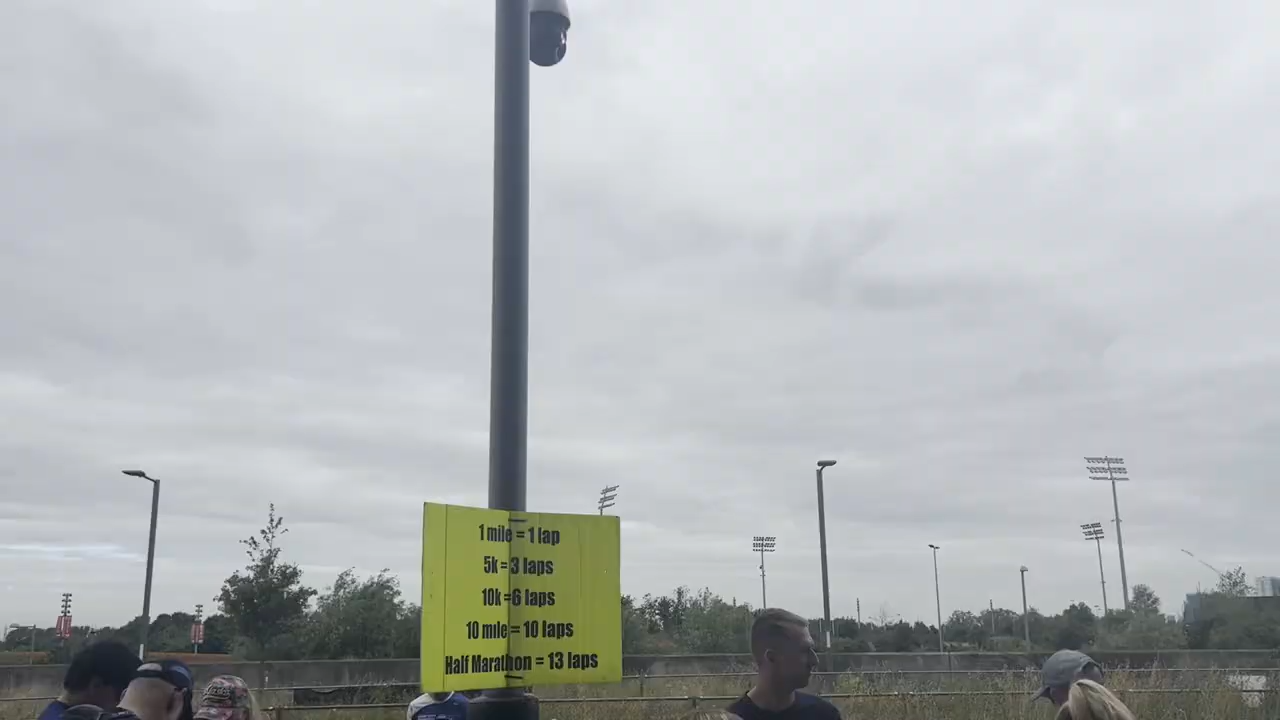 1 mile = 1 lap
5k = 3 laps
10k = 6 laps
10 mile = 10 laps
Half Marathon = 13 laps